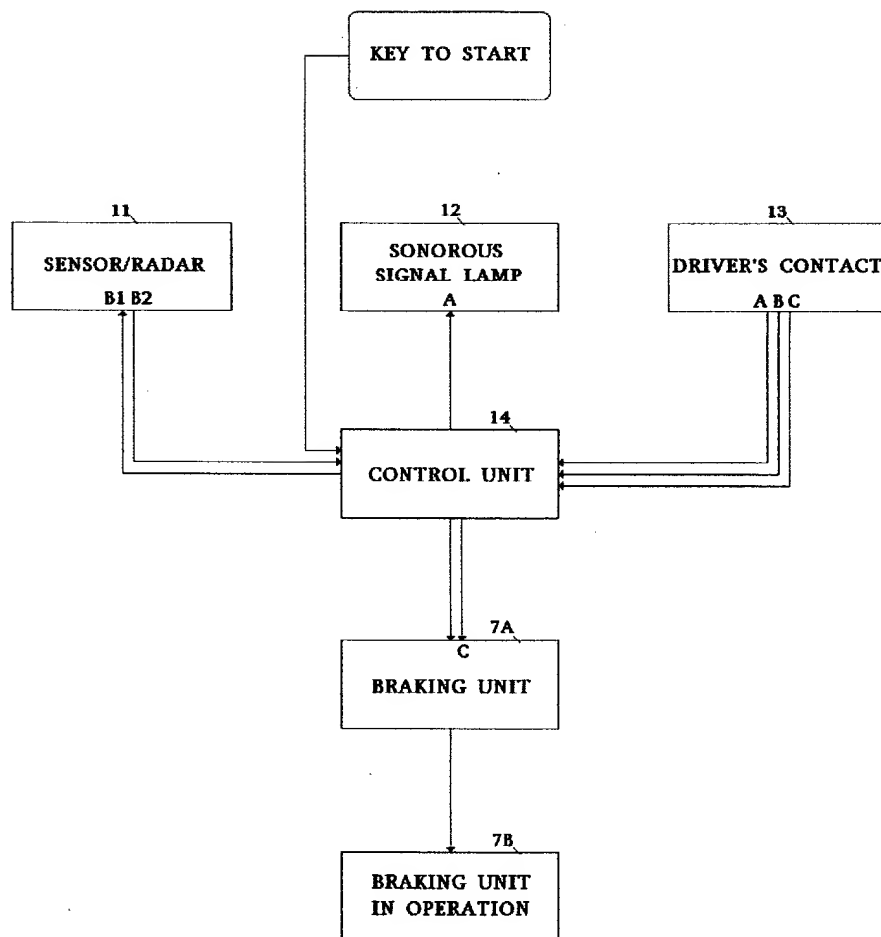 KEY TO START
11
12
13
SENSOR/RADAR
B1 B2
SONOROUS
SIGNAL LAMP
A
DRIVER'S CONTACT
A B C
14
CONTROL UNIT
7A
C
BRAKING UNIT
7B
BRAKING UNIT
IN OPERATION